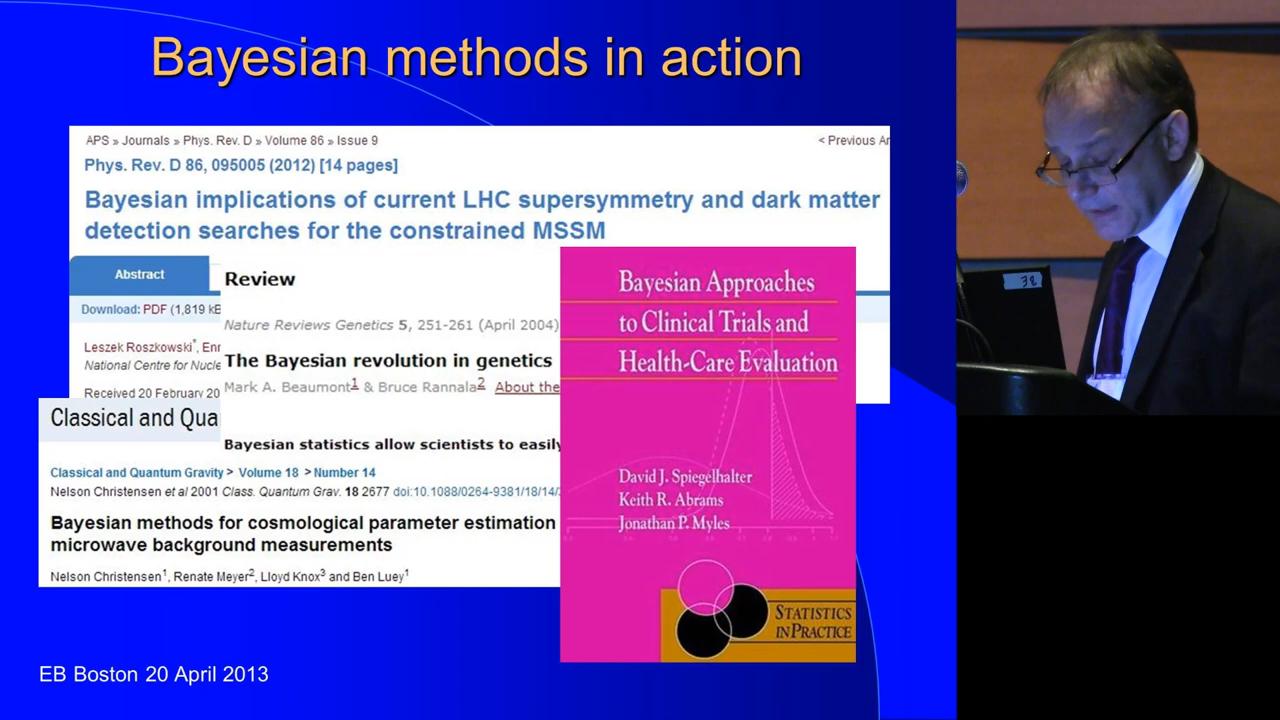 Bayesian methods in action
APS » Journals » Phys. Rev. D » Volume 86 » Issue 9
< Previous Ar
Phys. Rev. D 86, 095005 (2012) [14 pages]
Bayesian implications of current LHC supersymmetry and dark matter
detection searches for the constrained MSSM
Abstract
Download: PDF (1,819 kB
Leszek Roszkowski*, Enr
National Centre for Nucle
Received 20 February 20
Review
Nature Reviews Genetics 5, 251-261 (April 2004)
The Bayesian revolution in genetics
Mark A. Beaumont1 & Bruce Rannala2 About the
Bayesian statistics allow scientists to easily
Classical and Qua
Classical and Quantum Gravity > Volume 18 > Number 14
Nelson Christensen et al 2001 Class. Quantum Grav. 18 2677 doi:10.1088/0264-9381/18/14/
Bayesian methods for cosmological parameter estimation
microwave background measurements
Nelson Christensen1, Renate Meyer2, Lloyd Knox3 and Ben Luey1
Bayesian Approaches
to Clinical Trials and
Health-Care Evaluation
David J. Spiegelhalter
Keith R. Abrams
Jonathan P. Myles
STATISTICS
IN PRACTICE
EB Boston 20 April 2013